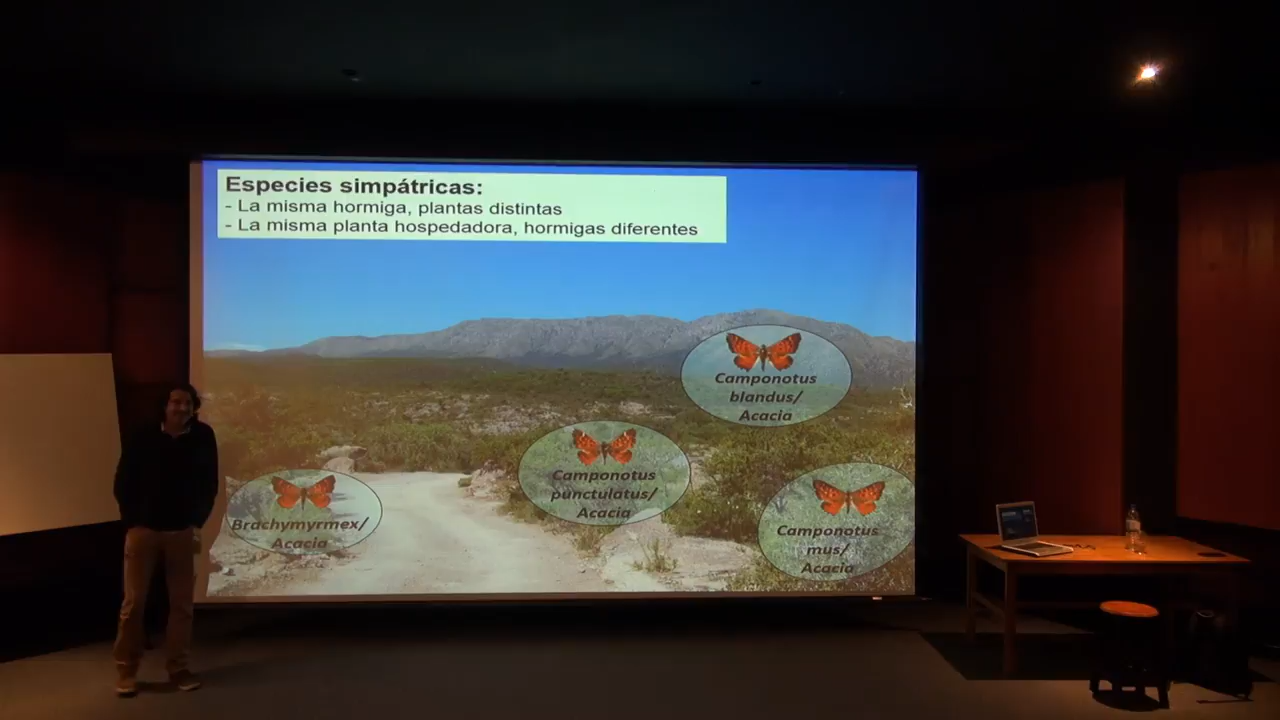 Especies simpátricas:
- La misma hormiga, plantas distintas
- La misma planta hospedadora, hormigas diferentes
Camponotus
blandus/
Acacia
Camponotus
punctulatus/
Acacia
Brachymyrmex/
Acacia
Camponotus
mus/
Acacia